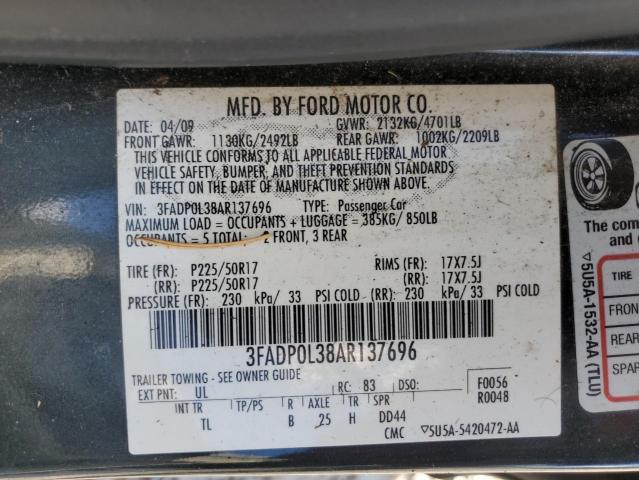 MFD. BY FORD MOTOR CO.
DATE: 04/09 GVWR: 2132KG/4701LB
FRONT GAWR: 1130KG/2492LB REAR GAWR: 1002KG/2209LB
THIS VEHICLE CONFORMS TO ALL APPLICABLE FEDERAL MOTOR
VEHICLE SAFETY, BUMPER, AND THEFT PREVENTION STANDARDS
IN EFFECT ON THE DATE OF MANUFACTURE SHOWN ABOVE.
VIN: 3FADP0L38AR137696 TYPE: Passenger Car
MAXIMUM LOAD = OCCUPANTS + LUGGAGE = 385KG/ 850LB
OCCUPANTS = 5 TOTAL: 2 FRONT, 3 REAR
TIRE (FR): P225/50R17 RIMS (FR): 17X7.5J
(RR): P225/50R17 (RR): 17X7.5J
PRESSURE (FR): 230 kPa/ 33 PSI COLD (RR): 230 kPa/ 33 PSI COLD
3FADP0L38AR137696
TRAILER TOWING - SEE OWNER GUIDE
EXT PNT: UL RC: 83 DSO: F0056
R0048
INT TR TP/PS R AXLE TR SPR
TL B 25 H DD44
CMC ▽5U5A-5420472-AA
The com
tires
▽5U5A-1532-AA (TLU)
TIRE
FRON
REAR
SPAR